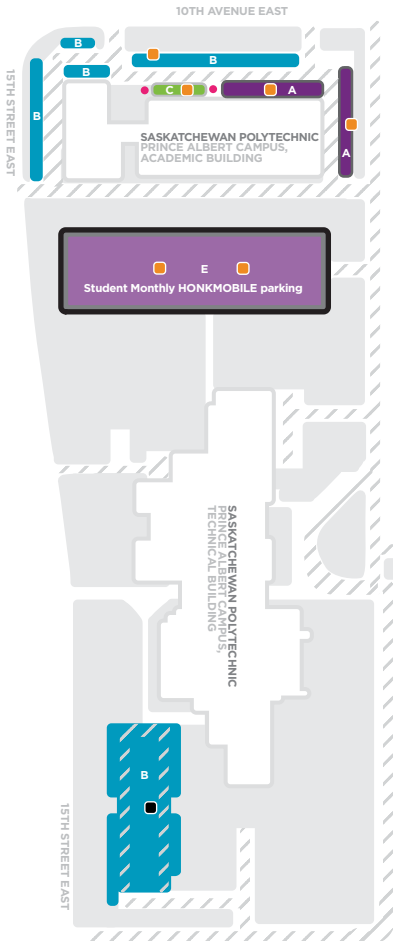 10TH AVENUE EAST
B
B
B
15TH STREET EAST
B
C
A
A
SASKATCHEWAN POLYTECHNIC
PRINCE ALBERT CAMPUS,
ACADEMIC BUILDING
E
Student Monthly HONKMOBILE parking
SASKATCHEWAN POLYTECHNIC
PRINCE ALBERT CAMPUS,
TECHNICAL BUILDING
B
15TH STREET EAST